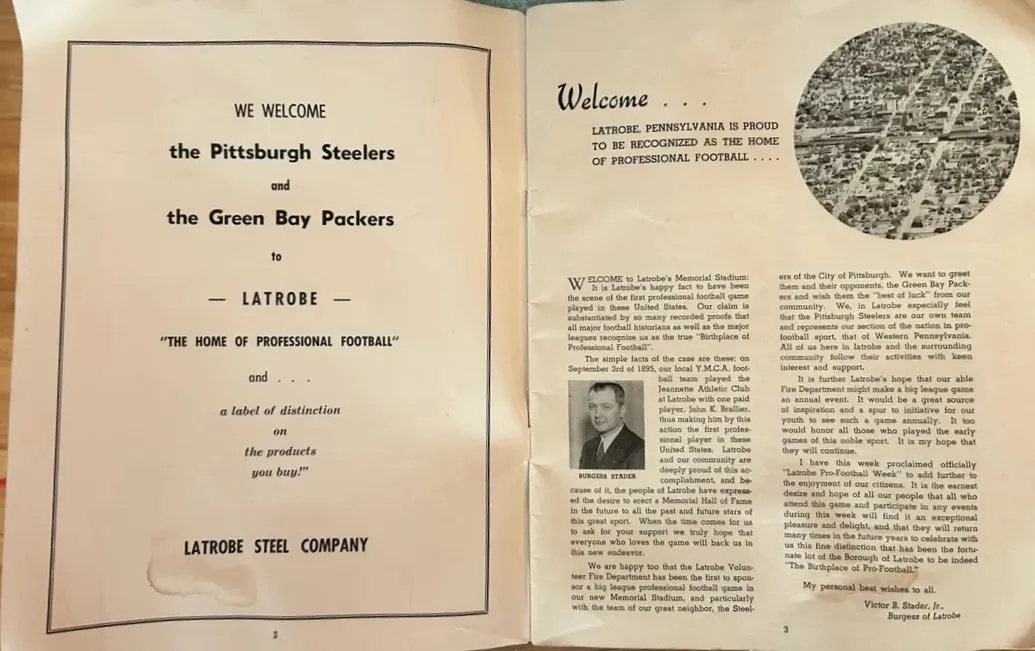 WE WELCOME
the Pittsburgh Steelers
and
the Green Bay Packers
to
— LATROBE —
"THE HOME OF PROFESSIONAL FOOTBALL"
and . . .
a label of distinction
on
the products
you buy!"
LATROBE STEEL COMPANY
2
Welcome . . .
LATROBE, PENNSYLVANIA IS PROUD
TO BE RECOGNIZED AS THE HOME
OF PROFESSIONAL FOOTBALL . . . .
WELCOME to Latrobe's Memorial Stadium:
It is Latrobe's happy fact to have been
the scene of the first professional football game
played in these United States. Our claim is
substantiated by so many recorded proofs that
all major football historians as well as the major
leagues recognize us as the true "Birthplace of
Professional Football".
The simple facts of the case are these; on
September 3rd of 1895, our local Y.M.C.A. foot-
ball team played the
Jeannette Athletic Club
at Latrobe with one paid
player, John K. Brallier,
thus making him by this
action the first profes-
sional player in these
United States. Latrobe
and our community are
deeply proud of this ac-
complishment, and be-
BURGESS STADER
cause of it, the people of Latrobe have express-
ed the desire to erect a Memorial Hall of Fame
in the future to all the past and future stars of
this great sport. When the time comes for us
to ask for your support we truly hope that
everyone who loves the game will back us in
this new endeavor.
We are happy too that the Latrobe Volun-
teer Fire Department has been the first to spon-
sor a big league professional football game in
our new Memorial Stadium, and particularly
with the team of our great neighbor, the Steel-
ers of the City of Pittsburgh. We want to greet
them and their opponents, the Green Bay Pack-
ers and wish them the "best of luck" from our
community. We, in Latrobe especially feel
that the Pittsburgh Steelers are our own team
and represents our section of the nation in pro-
football sport, that of Western Pennsylvania.
All of us here in latrobe and the surrounding
community follow their activities with keen
interest and support.
It is further Latrobe's hope that our able
Fire Department might make a big league game
an annual event. It would be a great source
of inspiration and a spur to initiative for our
youth to see such a game annually. It too
would honor all those who played the early
games of this noble sport. It is my hope that
they will continue.
I have this week proclaimed officially
"Latrobe Pro-Football Week" to add further to
the enjoyment of our citizens. It is the earnest
desire and hope of all our people that all who
attend this game and participate in any events
during this week will find it an exceptional
pleasure and delight, and that they will return
many times in the future years to celebrate with
us this fine distinction that has been the fortu-
nate lot of the Borough of Latrobe to be indeed
"The Birthplace of Pro-Football."
My personal best wishes to all.
Victor B. Stader, Jr.,
Burgess of Latrobe
3